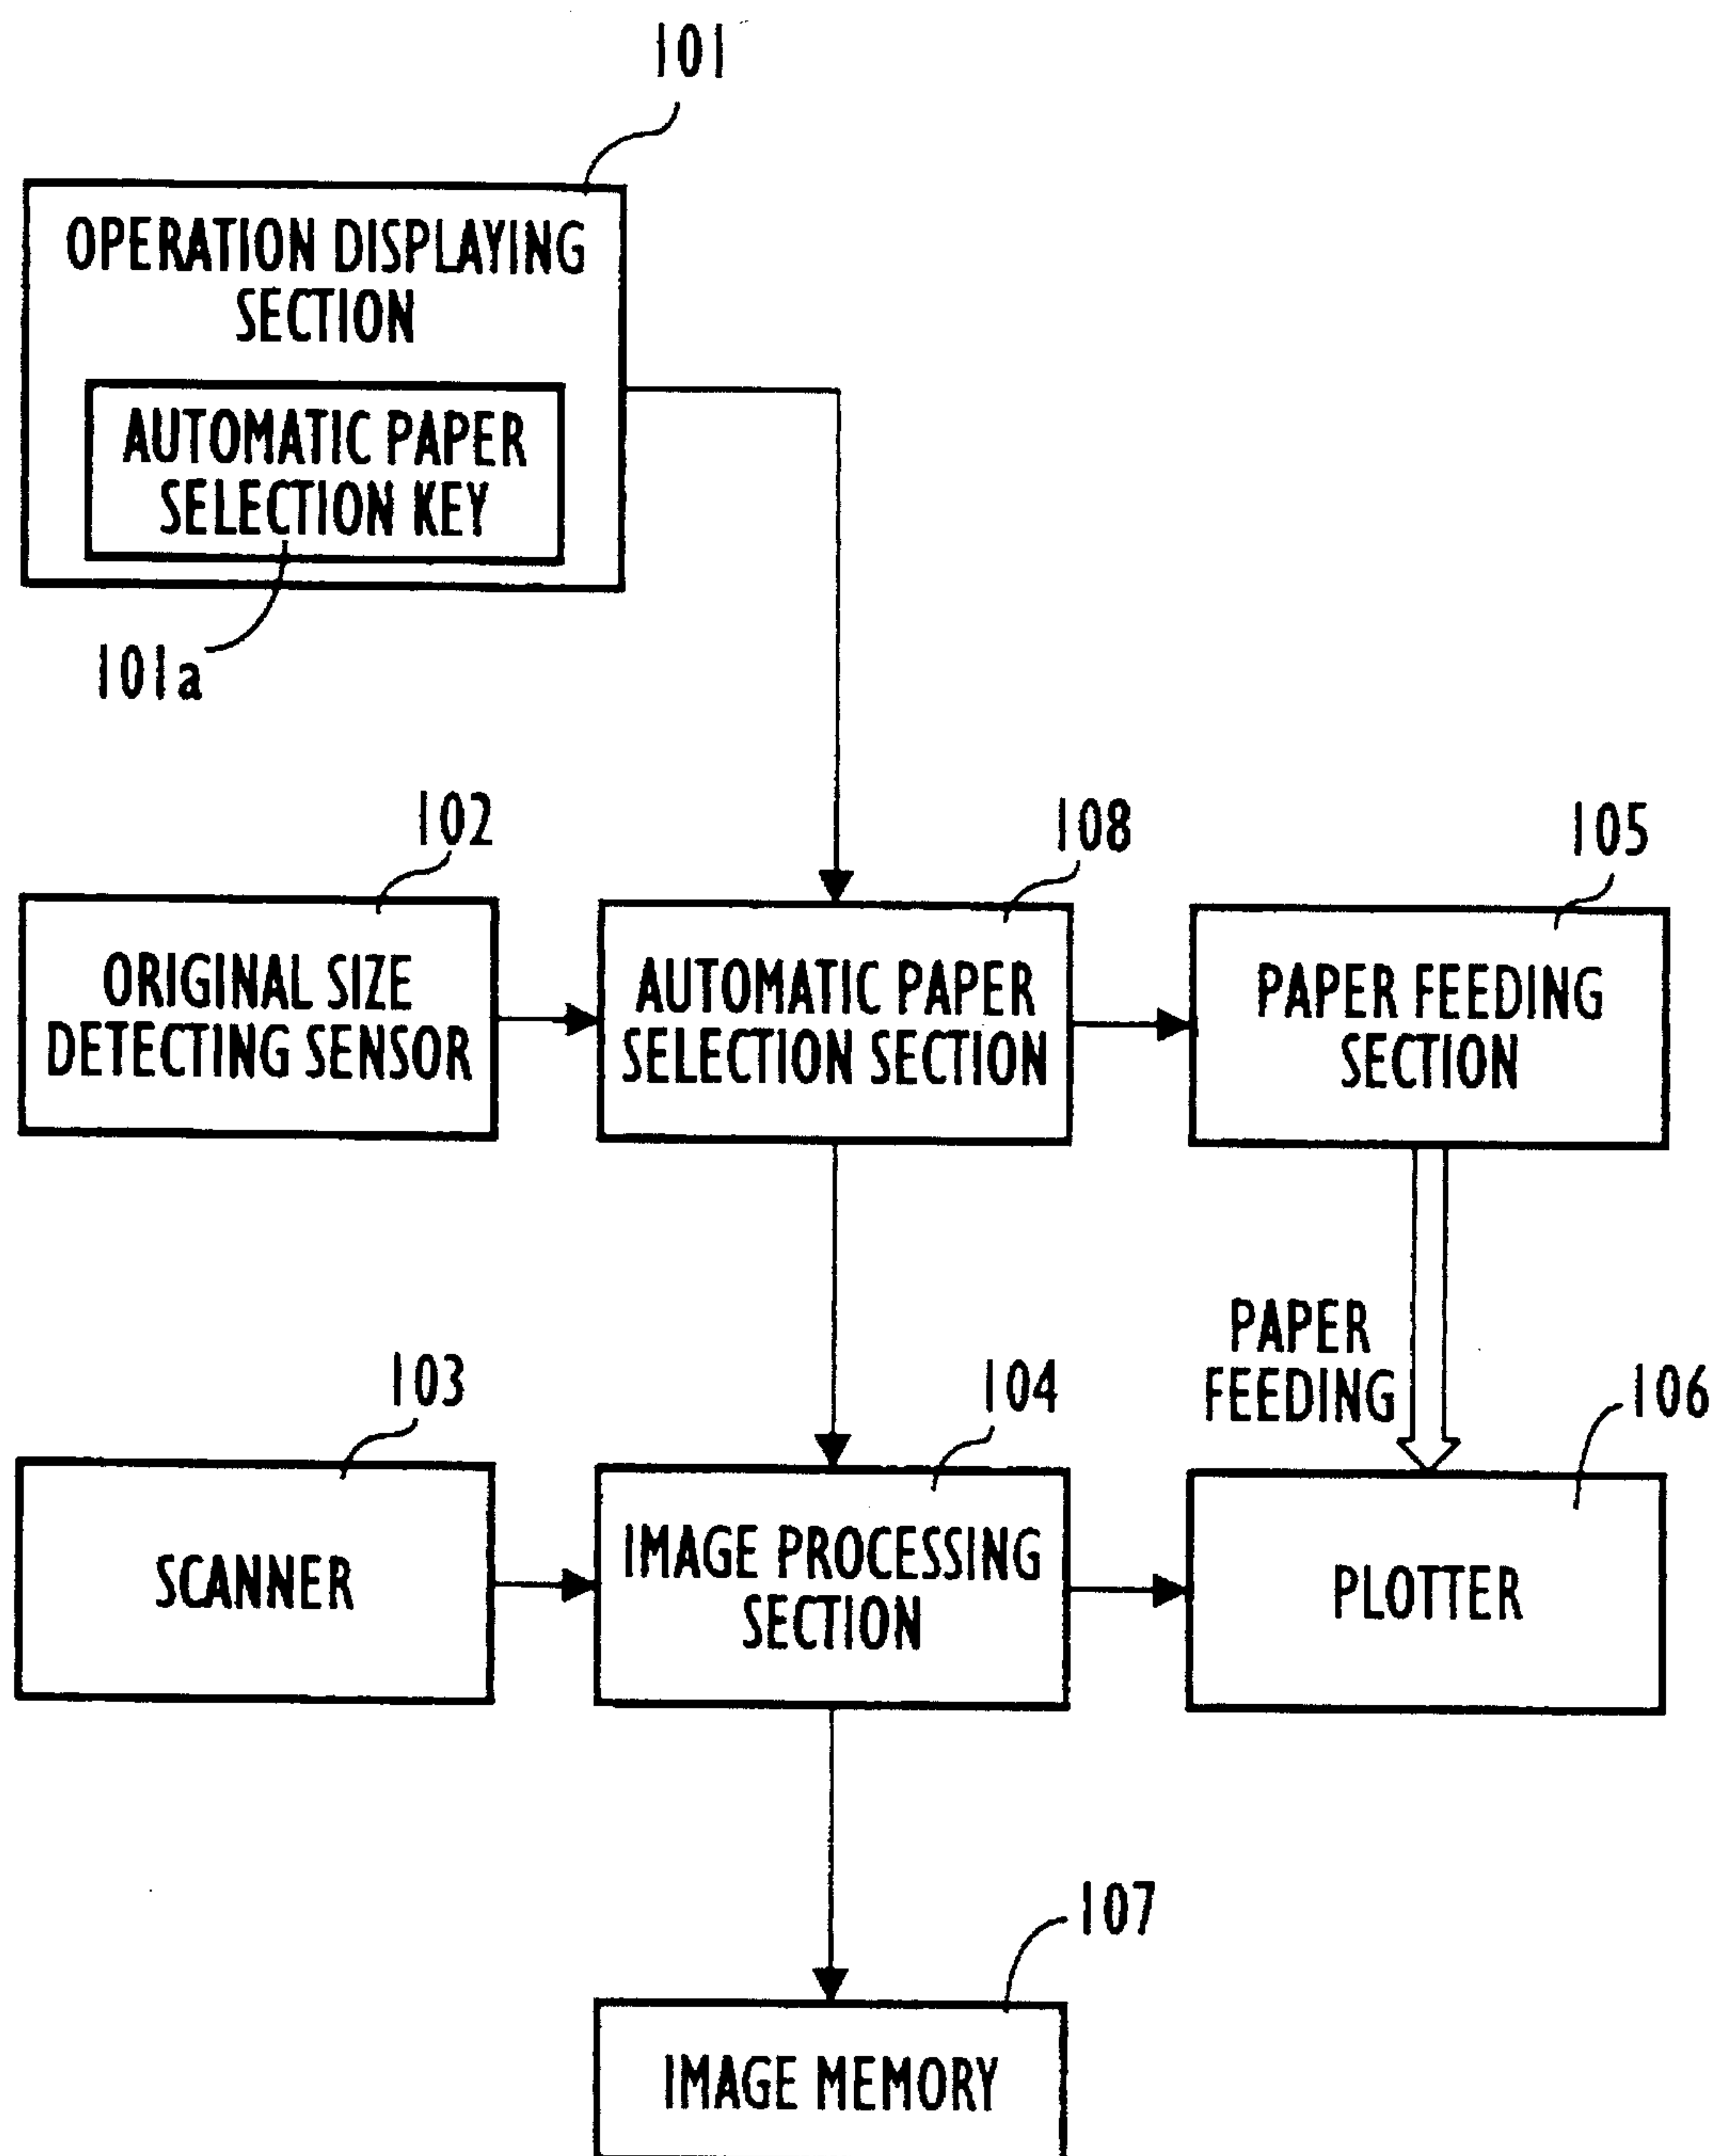 101
OPERATION DISPLAYING
SECTION
AUTOMATIC PAPER
SELECTION KEY
101a
102
108
105
ORIGINAL SIZE
DETECTING SENSOR
AUTOMATIC PAPER
SELECTION SECTION
PAPER FEEDING
SECTION
PAPER
FEEDING
103
104
106
SCANNER
IMAGE PROCESSING
SECTION
PLOTTER
107
IMAGE MEMORY